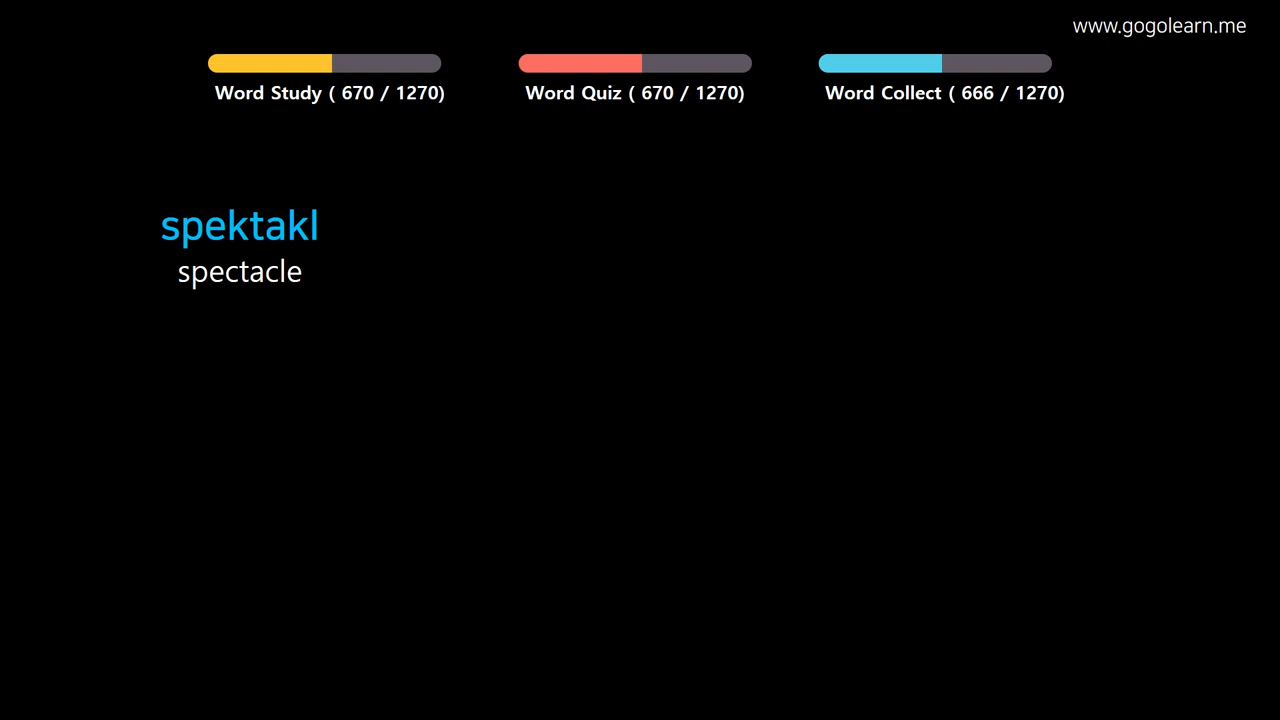 www.gogolearn.me
Word Study ( 670 / 1270)
Word Quiz ( 670 / 1270)
Word Collect ( 666 / 1270)
spektakl
spectacle